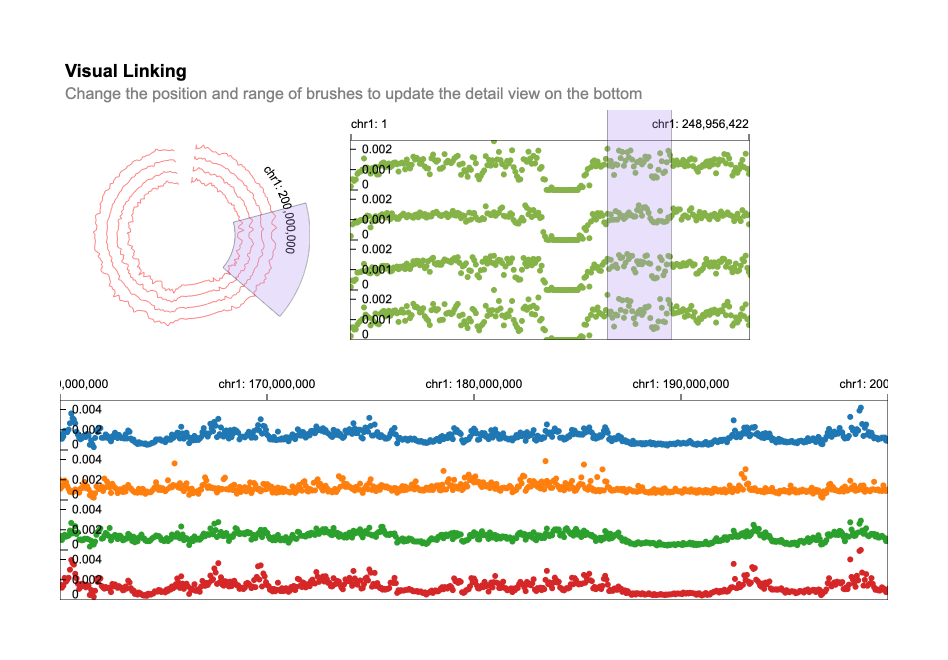 Visual Linking
Change the position and range of brushes to update the detail view on the bottom
chr1: 200,000,000
chr1: 1
chr1: 248,956,422
0.002
0.001
0
0.002
0.001
0
0.002
0.001
0
0.002
0.001
0
0,000,000
chr1: 170,000,000
chr1: 180,000,000
chr1: 190,000,000
chr1: 200
0.004
0.002
0
0.004
0.002
0
0.004
0.002
0
0.004
0.002
0